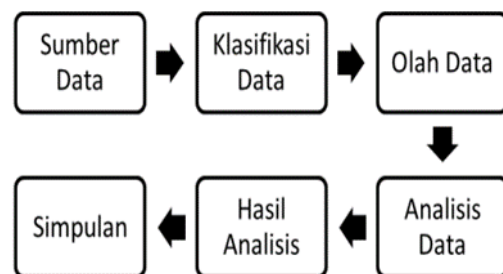 Sumber
Data
Klasifikasi
Data
Olah Data
Analisis
Data
Hasil
Analisis
Simpulan